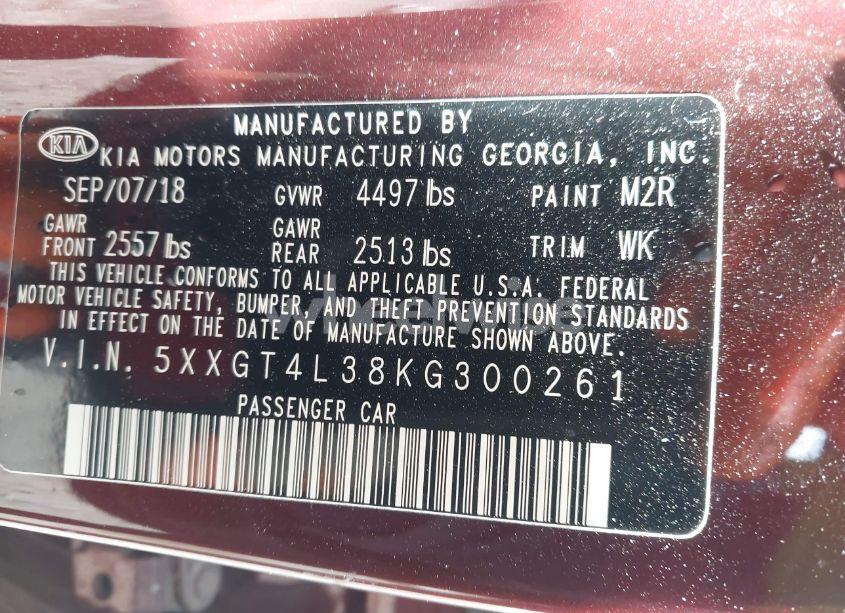 MANUFACTURED BY
KIA KIA MOTORS MANUFACTURING GEORGIA, INC.
SEP/07/18 GVWR 4497 lbs PAINT M2R
GAWR FRONT 2557 lbs GAWR REAR 2513 lbs TRIM WK
THIS VEHICLE CONFORMS TO ALL APPLICABLE U.S.A. FEDERAL
MOTOR VEHICLE SAFETY, BUMPER, AND THEFT PREVENTION STANDARDS
IN EFFECT ON THE DATE OF MANUFACTURE SHOWN ABOVE.
V.I.N. 5XXGT4L38KG300261
PASSENGER CAR